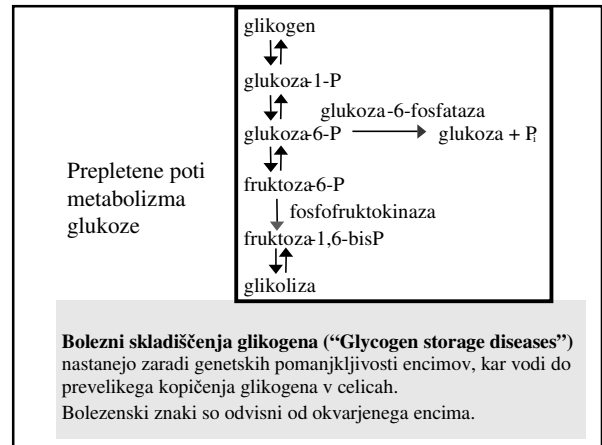 glikogen
glukoza-1-P
glukoza-6-fosfataza
glukoza-6-P
glukoza + Pi
Prepletene poti
metabolizma
glukoze
fruktoza-6-P
fosfofruktokinaza
fruktoza-1,6-bisP
glikoliza
Bolezni skladiščenja glikogena (“Glycogen storage diseases”)
nastanejo zaradi genetskih pomanjkljivosti encimov, kar vodi do
prevelikega kopičenja glikogena v celicah.
Bolezenski znaki so odvisni od okvarjenega encima.